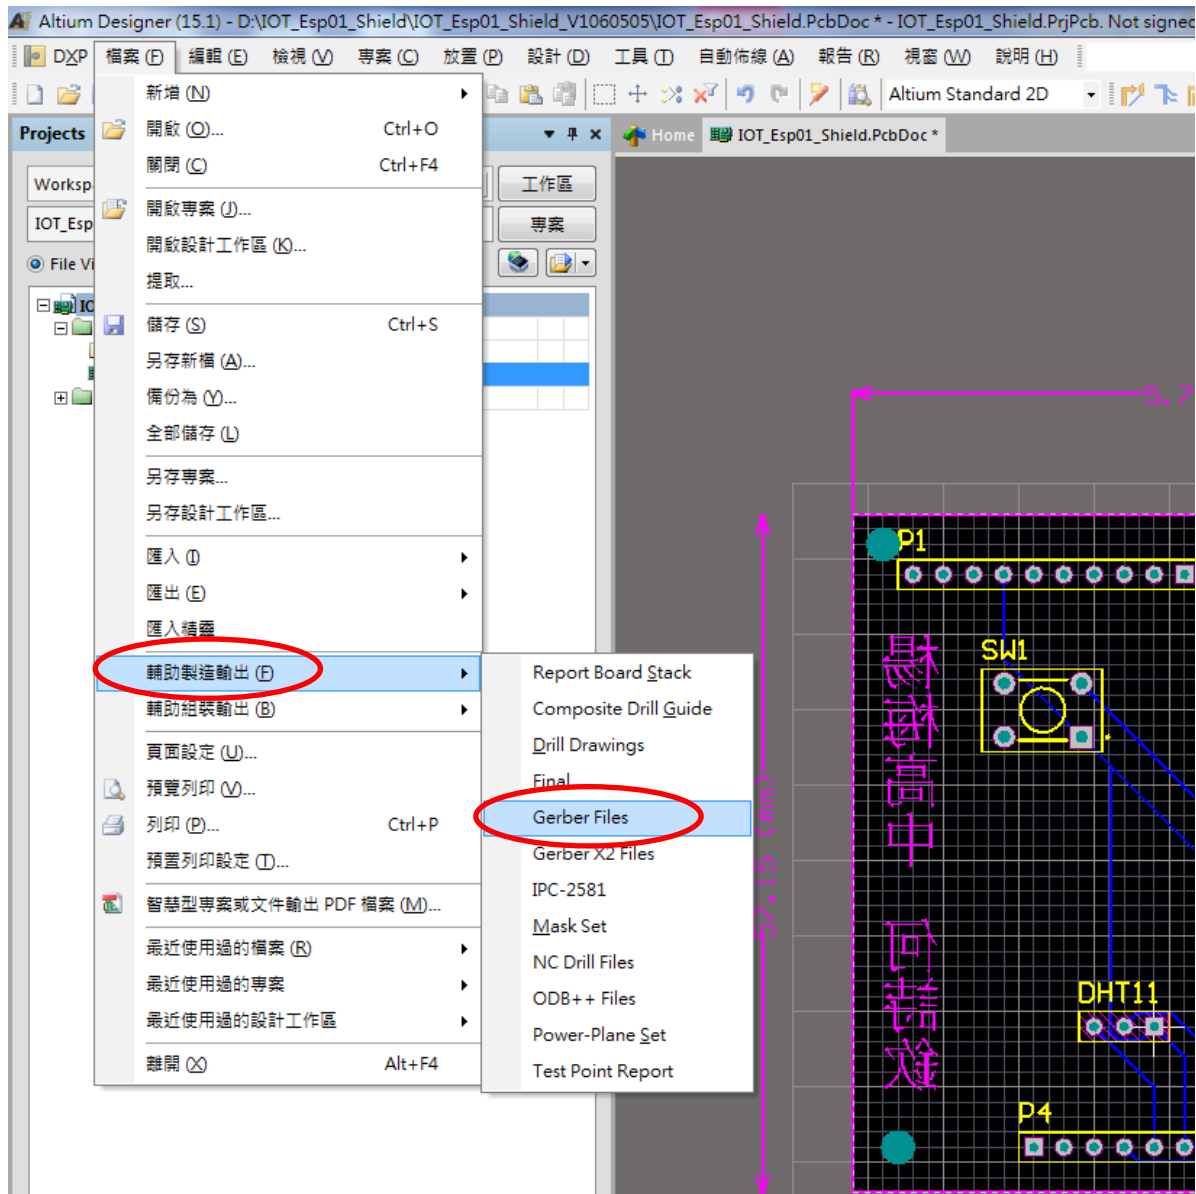 Altium Designer (15.1) - D:\IOT_Esp01_Shield\IOT_Esp01_Shield_V1060505\IOT_Esp01_Shield.PcbDoc * - IOT_Esp01_Shield.PrjPcb. Not signed
DXP 檔案 (F) 編輯 (E) 檢視 (V) 專案 (C) 放置 (P) 設計 (D) 工具 (T) 自動佈線 (A) 報告 (R) 視窗 (W) 說明 (H)
Altium Standard 2D
Projects
Home
IOT_Esp01_Shield.PcbDoc *
Worksp
工作區
IOT_Esp
專案
File Vi
新增 (N)
開啟 (O)... Ctrl+O
關閉 (C) Ctrl+F4
開啟專案 (J)...
開啟設計工作區 (K)...
提取...
儲存 (S) Ctrl+S
另存新檔 (A)...
備份為 (Y)...
全部儲存 (L)
另存專案...
另存設計工作區...
匯入 (I)
匯出 (E)
匯入精靈
輔助製造輸出 (F)
輔助組裝輸出 (B)
頁面設定 (U)...
預覽列印 (V)...
列印 (P)... Ctrl+P
預置列印設定 (T)...
智慧型專案或文件輸出 PDF 檔案 (M)...
最近使用過的檔案 (R)
最近使用過的專案
最近使用過的設計工作區
離開 (X) Alt+F4
Report Board Stack
Composite Drill Guide
Drill Drawings
Final
Gerber Files
Gerber X2 Files
IPC-2581
Mask Set
NC Drill Files
ODB++ Files
Power-Plane Set
Test Point Report
5.7
57.15 (mm)
P1
SW1
DHT11
P4
高中